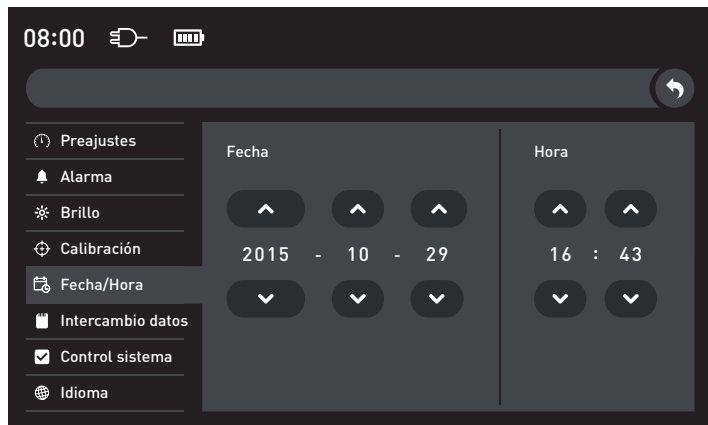 08:00
Preajustes
Alarma
Brillo
Calibración
Fecha/Hora
Intercambio datos
Control sistema
Idioma
Fecha
2015 - 10 - 29
Hora
16 : 43